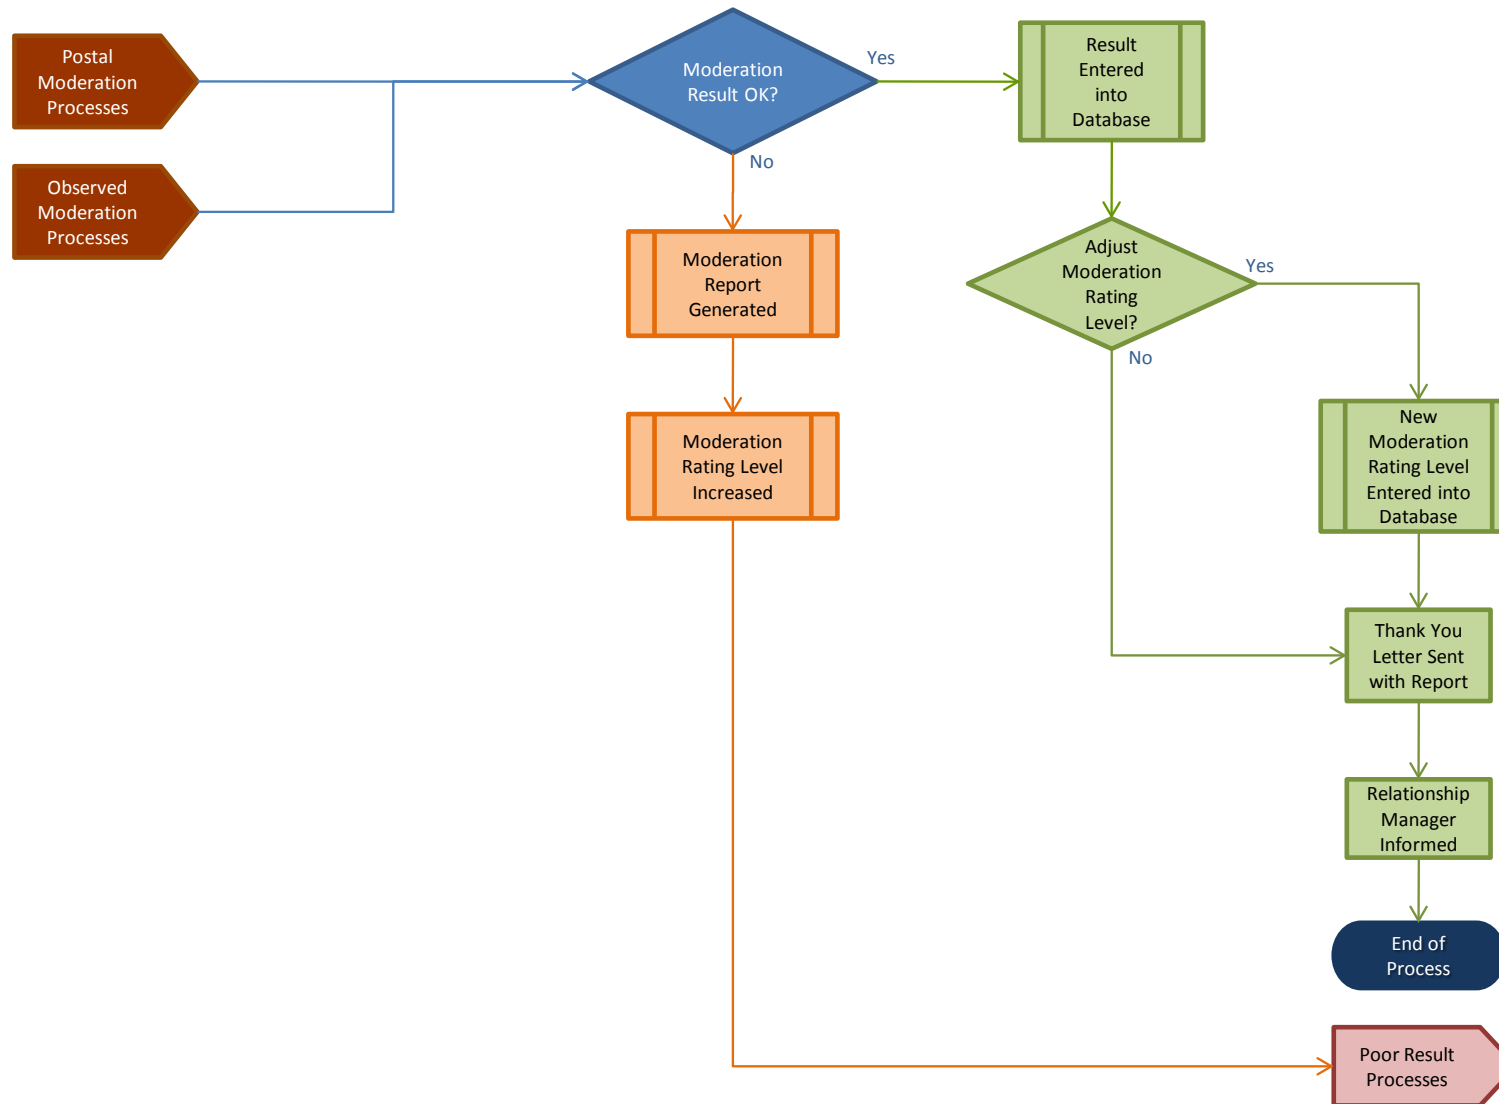 Postal
Moderation
Processes
Moderation
Result OK?
Yes
Result
Entered
into
Database
No
Observed
Moderation
Processes
Moderation
Report
Generated
Adjust
Moderation
Rating
Level?
Yes
No
Moderation
Rating Level
Increased
New
Moderation
Rating Level
Entered into
Database
Thank You
Letter Sent
with Report
Relationship
Manager
Informed
End of
Process
Poor Result
Processes